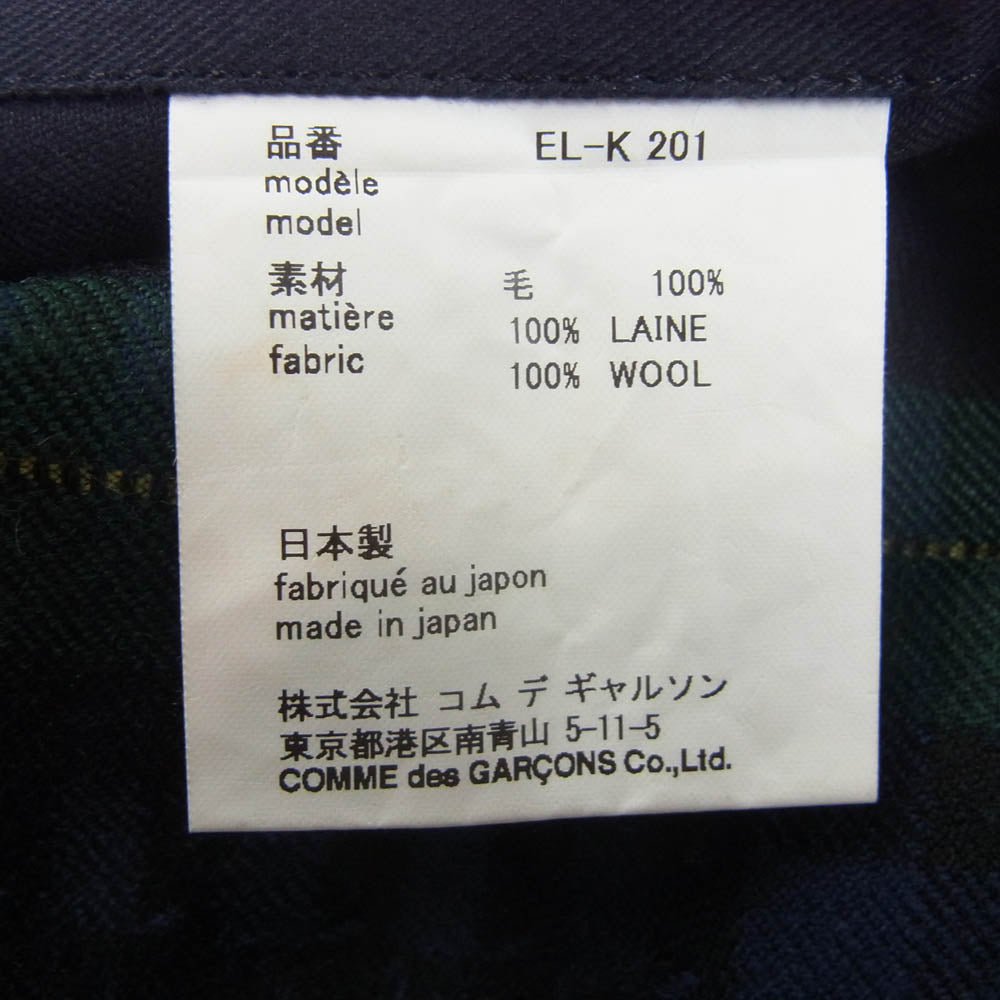 品番 EL-K 201
modèle
model
素材 毛 100%
matière 100% LAINE
fabric 100% WOOL
日本製
fabriqué au japon
made in japan
株式会社 コム デ ギャルソン
東京都港区南青山 5-11-5
COMME des GARÇONS Co.,Ltd.